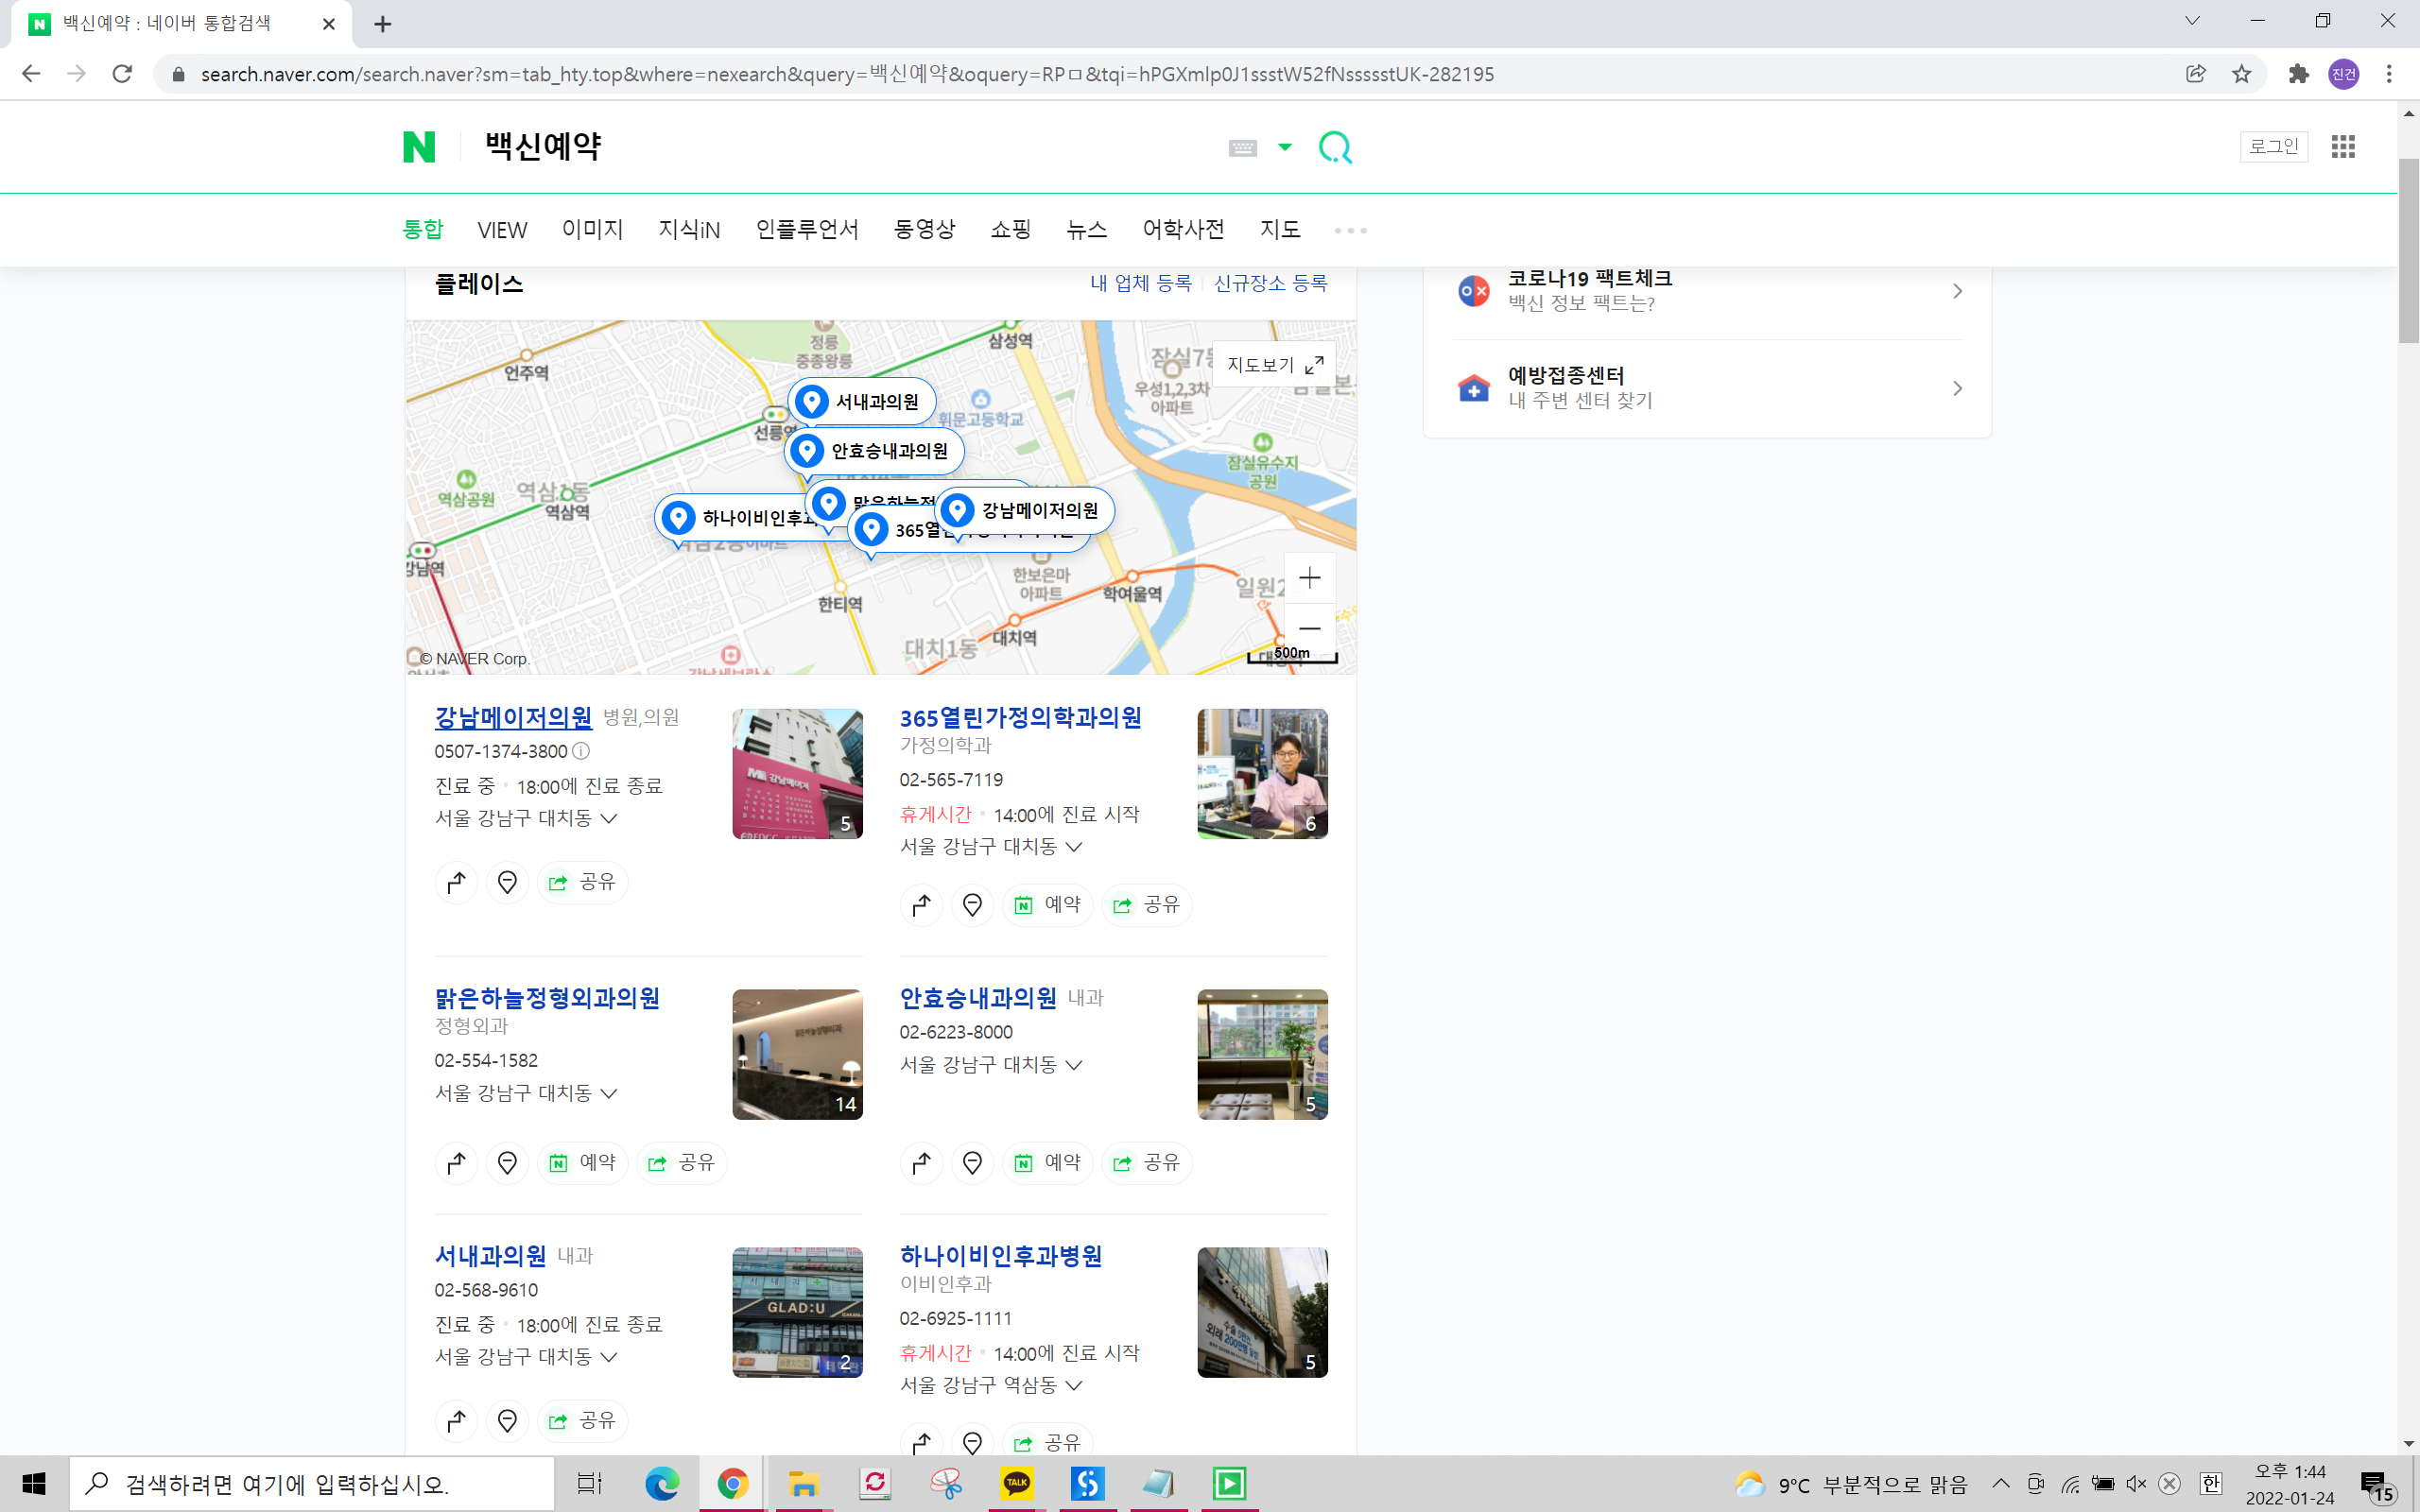 백신예약 : 네이버 통합검색
search.naver.com/search.naver?sm=tab_hty.top&where=nexearch&query=백신예약&oquery=RPㅁ&tqi=hPGXmlp0J1ssstW52fNssssstUK-282195
진건
백신예약
로그인
통합 VIEW 이미지 지식iN 인플루언서 동영상 쇼핑 뉴스 어학사전 지도
플레이스
내 업체 등록 신규장소 등록
코로나19 팩트체크
백신 정보 팩트는?
예방접종센터
내 주변 센터 찾기
정릉
중종왕릉
삼성역
언주역
지도보기
우성1,2,3차
아파트
서내과의원
휘문고등학교
안효승내과의원
잠실유수지
공원
역삼공원
역삼역
하나이비인후과
강남메이저의원
강남역
한보은마
아파트
학여울역
한티역
대치1동
대치역
500m
© NAVER Corp.
강남메이저의원 병원,의원
0507-1374-3800
진료 중 18:00에 진료 종료
서울 강남구 대치동
강남메이저
5
공유
365열린가정의학과의원
가정의학과
02-565-7119
휴게시간 14:00에 진료 시작
서울 강남구 대치동
6
예약 공유
맑은하늘정형외과의원
정형외과
02-554-1582
서울 강남구 대치동
14
예약 공유
안효승내과의원 내과
02-6223-8000
서울 강남구 대치동
5
예약 공유
서내과의원 내과
02-568-9610
진료 중 18:00에 진료 종료
서울 강남구 대치동
GLAD:U
2
공유
하나이비인후과병원
이비인후과
02-6925-1111
휴게시간 14:00에 진료 시작
서울 강남구 역삼동
5
공유
검색하려면 여기에 입력하십시오.
TALK
9°C 부분적으로 맑음
한
오후 1:44
2022-01-24
15